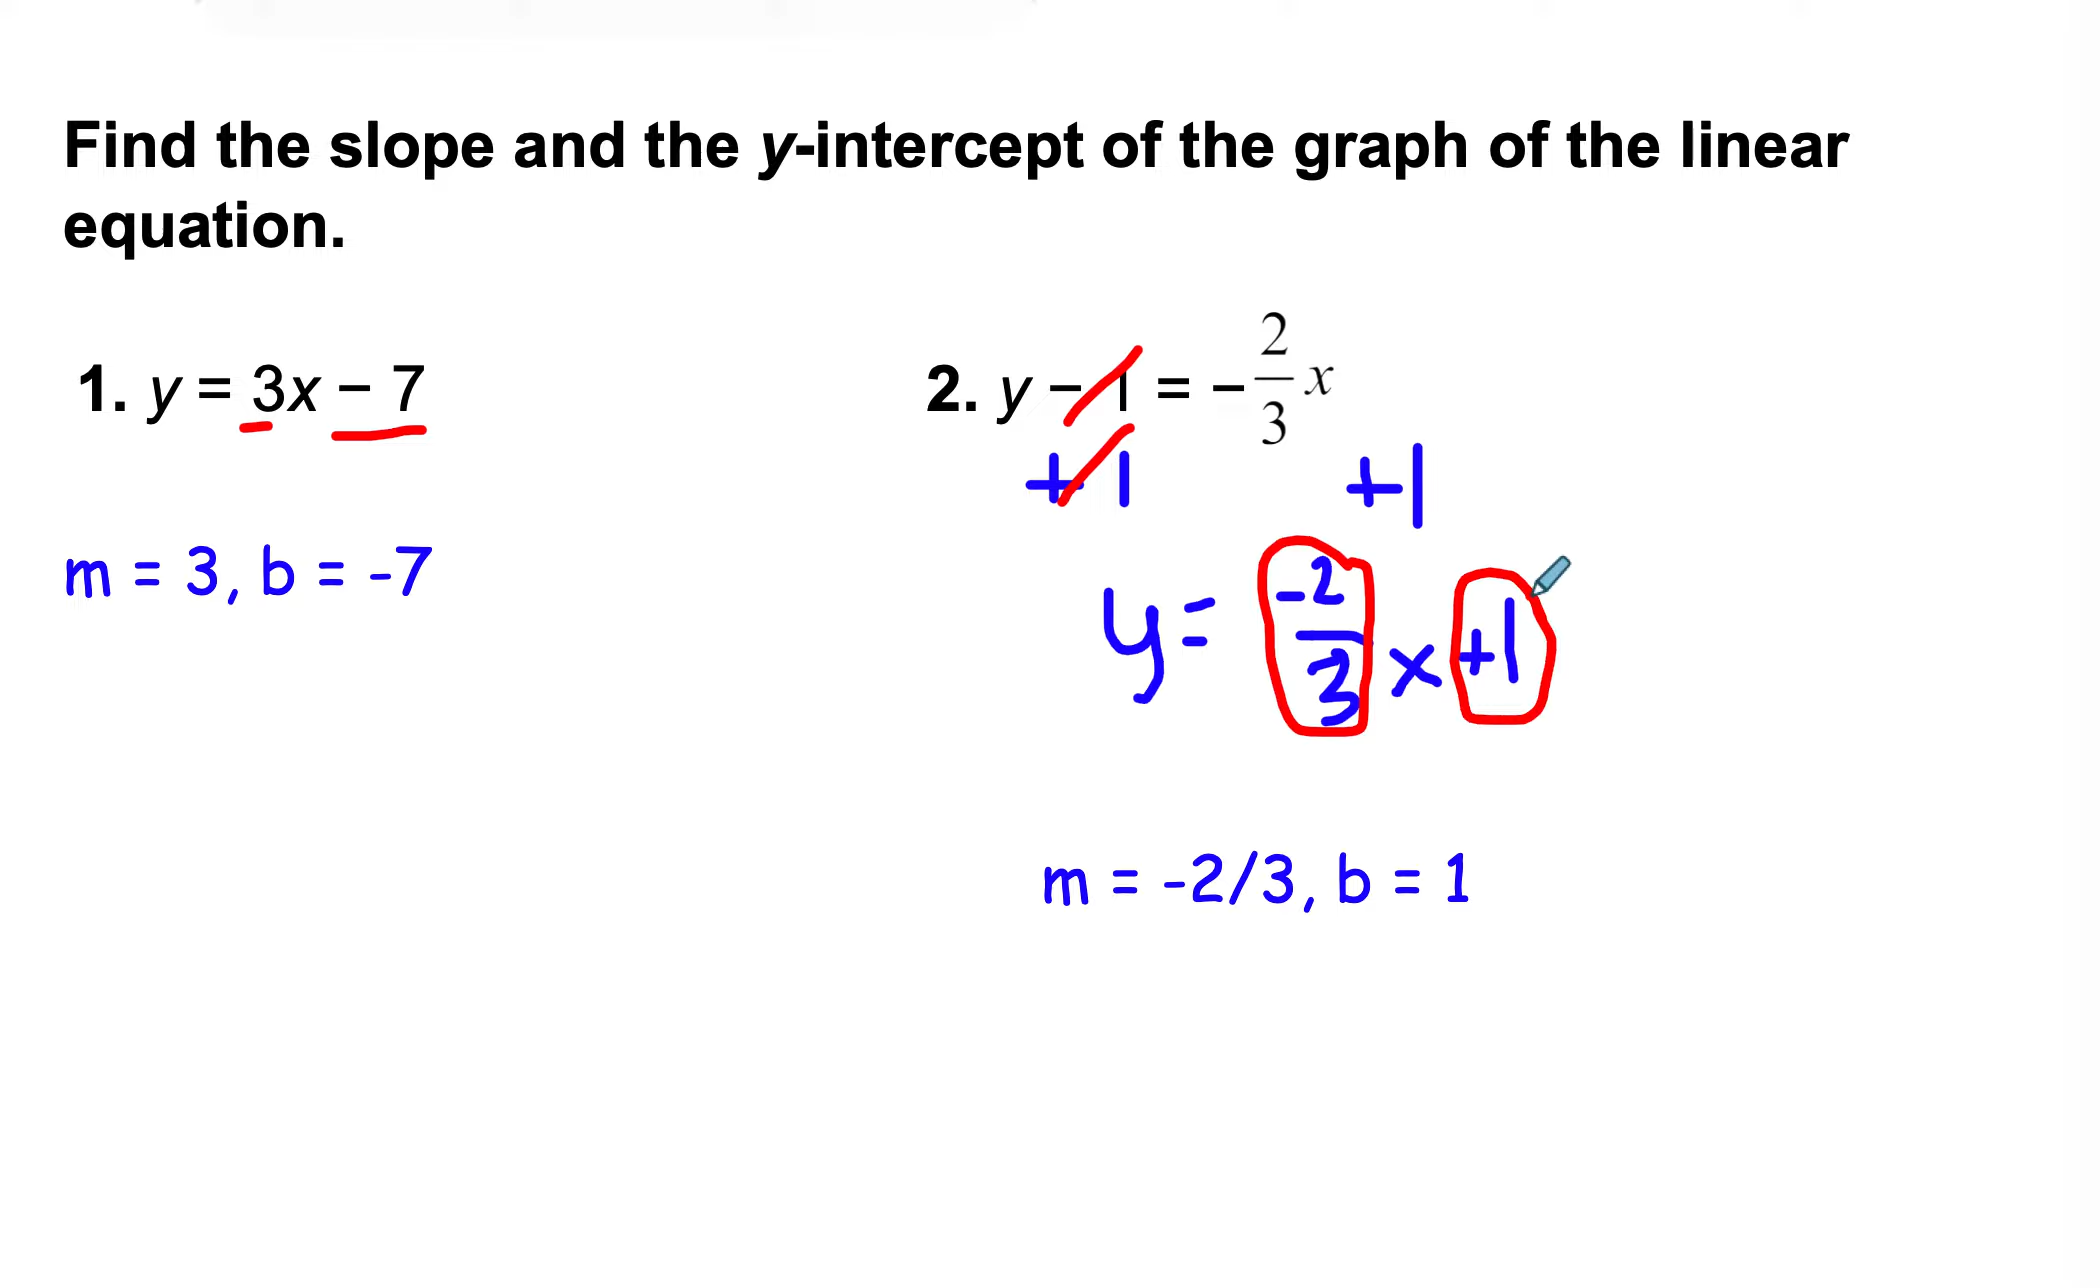 Find the slope and the y-intercept of the graph of the linear
equation.
1. y = 3x – 7
2. y – 1 = –2/3 x
+ 1 +1
m = 3, b = -7
y = -2/3 x +1
m = -2/3, b = 1